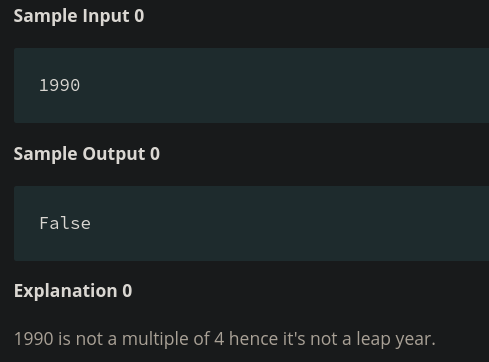 Sample Input 0
1990
Sample Output 0
False
Explanation 0
1990 is not a multiple of 4 hence it's not a leap year.